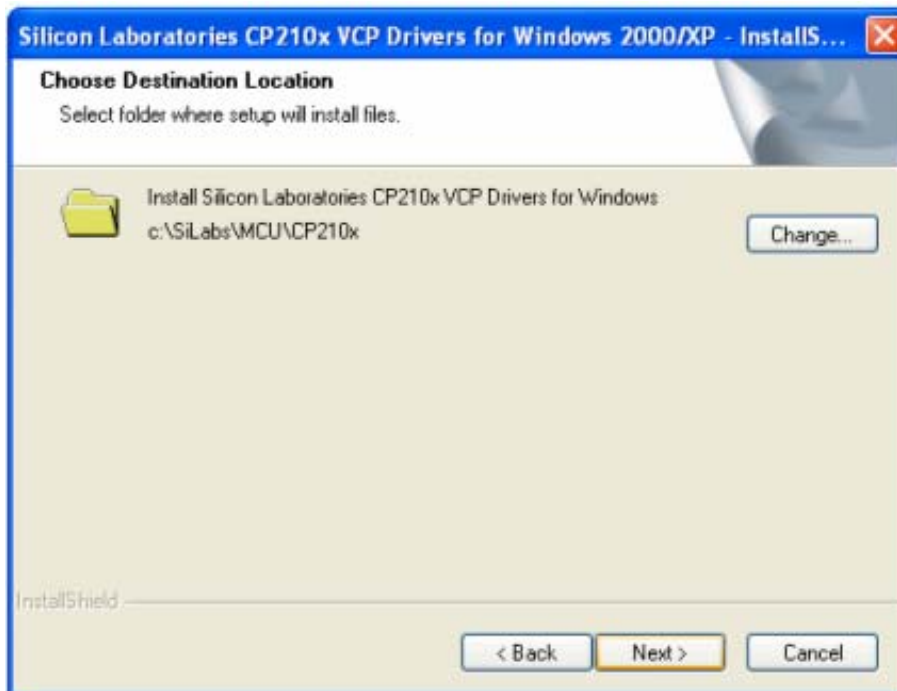 Silicon Laboratories CP210x VCP Drivers for Windows 2000/XP - InstallS...
Choose Destination Location
Select folder where setup will install files.
Install Silicon Laboratories CP210x VCP Drivers for Windows
c:\SiLabs\MCU\CP210x
Change...
InstallShield
< Back
Next >
Cancel